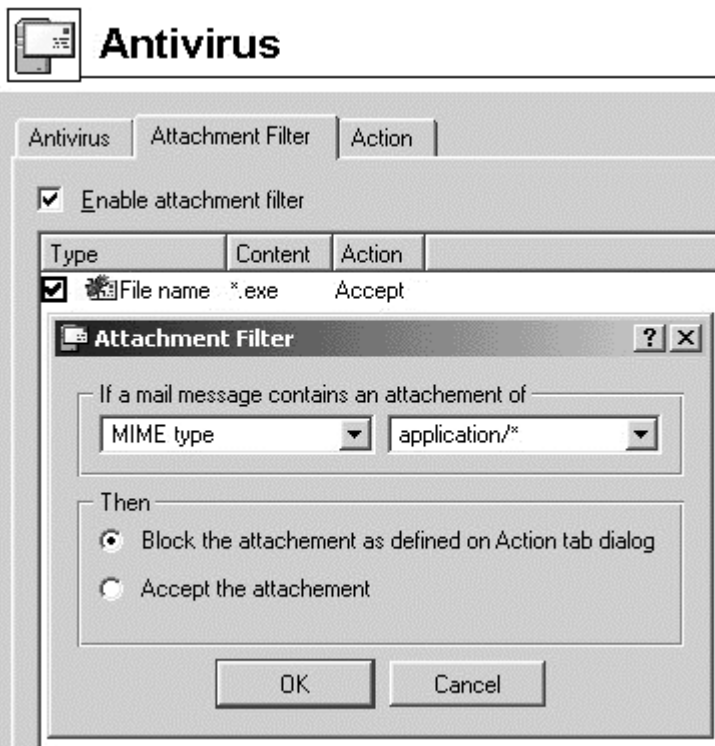 Antivirus
Antivirus Attachment Filter Action
Enable attachment filter
Type Content Action
File name *.exe Accept
Attachment Filter ? X
If a mail message contains an attachement of
MIME type application/*
Then
Block the attachement as defined on Action tab dialog
Accept the attachement
OK Cancel